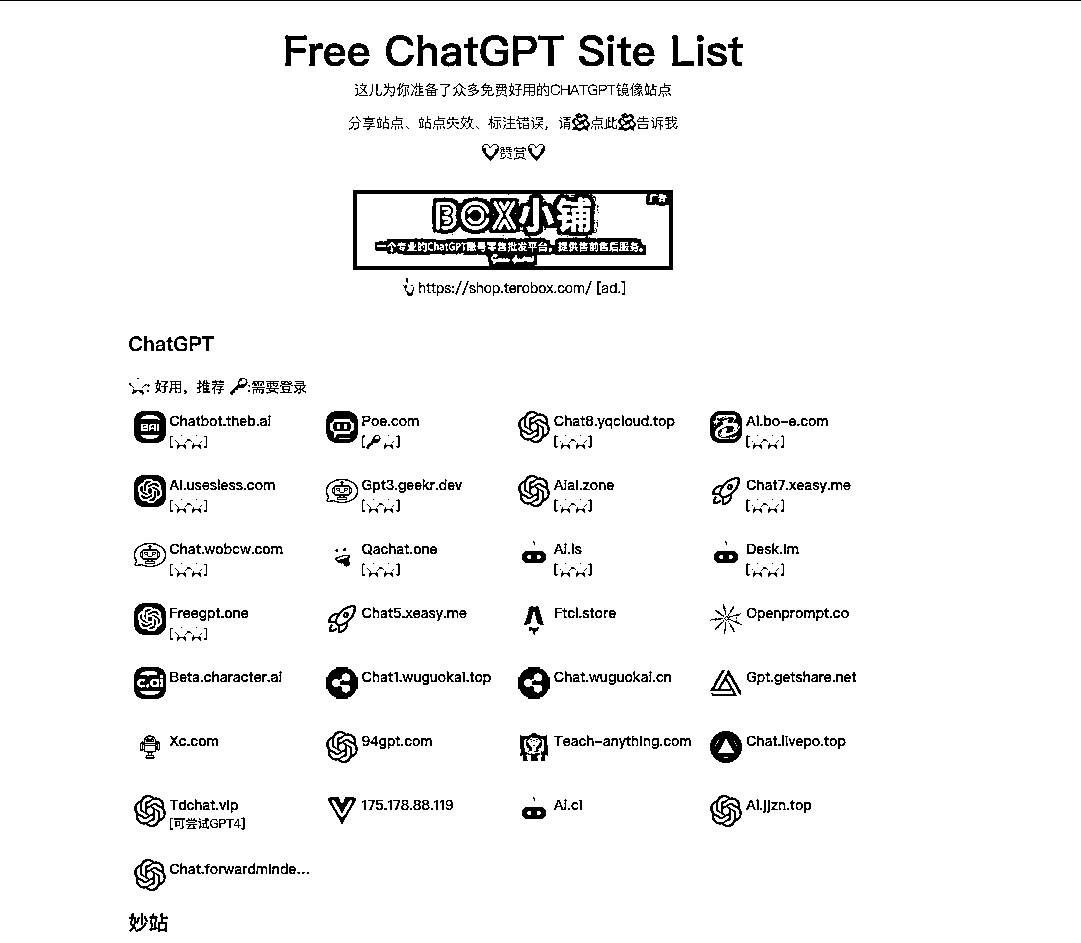 Free ChatGPT Site List
这儿为你准备了众多免费好用的CHATGPT镜像站点
分享站点、站点失效、标注错误，请点此告诉我
赞赏
广告
BOX小铺
一个专业的ChatGPT账号零售批发平台，提供售前售后服务。
https://shop.terobox.com/ [ad.]
ChatGPT
: 好用，推荐 :需要登录
Chatbot.theb.ai
Poe.com
Chat8.yqcloud.top
Ai.bo-e.com
BAI
Ai.usesless.com
Gpt3.geekr.dev
Aiai.zone
Chat7.xeasy.me
Chat.wobcw.com
Qachat.one
Ai.ls
Desk.im
Freegpt.one
Chat5.xeasy.me
Ftcl.store
Openprompt.co
c.ai
Beta.character.ai
Chat1.wuguokai.top
Chat.wuguokai.cn
Gpt.getshare.net
Xc.com
94gpt.com
Teach-anything.com
Chat.livepo.top
Tdchat.vip
[可尝试GPT4]
175.178.88.119
Ai.ci
Ai.jjzn.top
Chat.forwardminde...
妙站